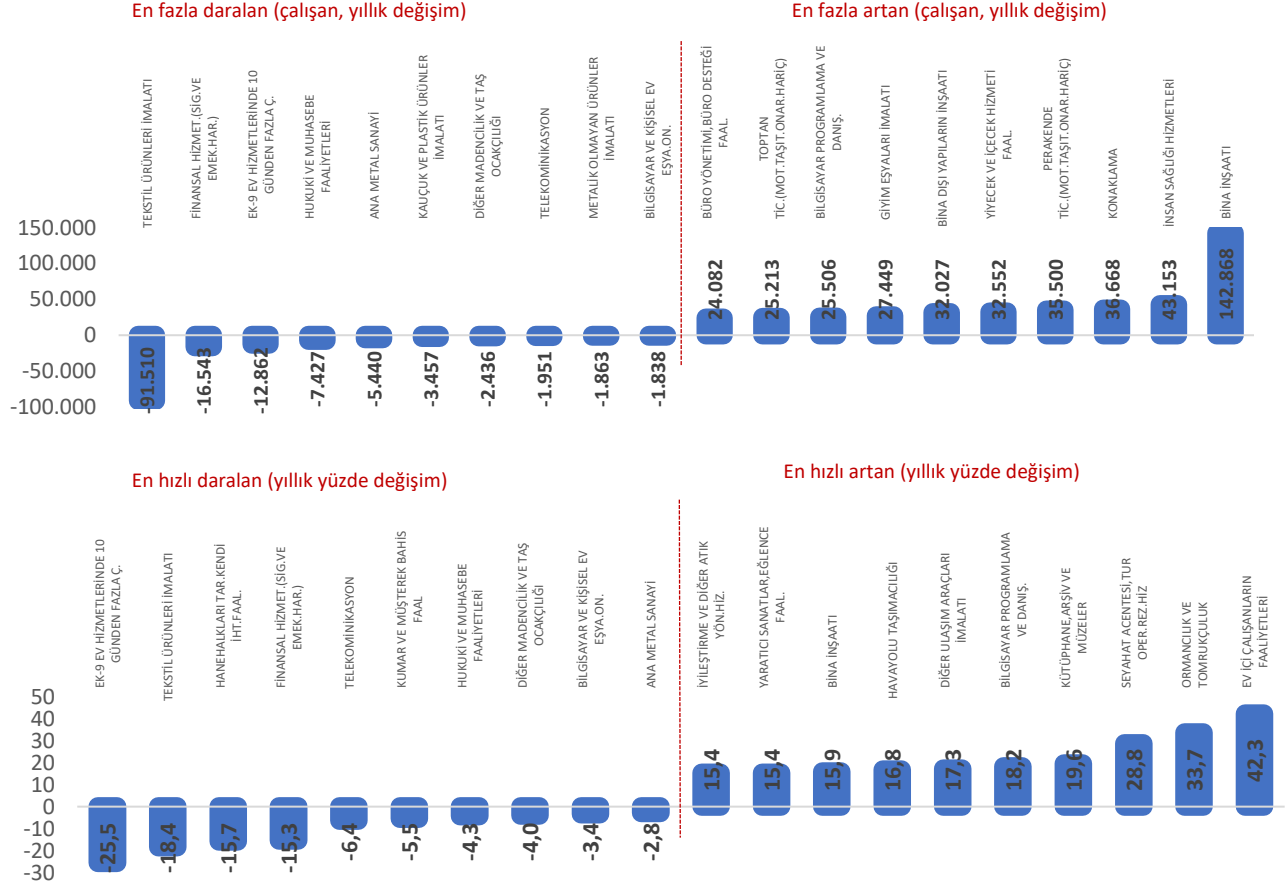 En fazla daralan (çalışan, yıllık değişim)
En fazla artan (çalışan, yıllık değişim)
TEKSTİL ÜRÜNLERİ İMALATI
FİNANSAL HİZMET.(SİG.VE
EMEK.HAR.)
EK-9 EV HİZMETLERİNDE 10
GÜNDEN FAZLA Ç.
HUKUKİ VE MUHASEBE
FAALİYETLERİ
ANA METAL SANAYİ
KAUÇUK VE PLASTİK ÜRÜNLER
İMALATI
DİĞER MADENCİLİK VE TAŞ
OCAKÇILIĞI
TELEKOMİNİKASYON
METALİK OLMAYAN ÜRÜNLER
İMALATI
BİLGİSAYAR VE KİŞİSEL EV
EŞYA.ON.
BÜRO YÖNETİMİ,BÜRO DESTEĞİ
FAAL.
TOPTAN
TİC.(MOT.TAŞIT.ONAR.HARİÇ)
BİLGİSAYAR PROGRAMLAMA VE
DANIŞ.
GİYİM EŞYALARI İMALATI
BİNA DIŞI YAPILARIN İNŞAATI
YİYECEK VE İÇECEK HİZMETİ
FAAL.
PERAKENDE
TİC.(MOT.TAŞIT.ONAR.HARİÇ)
KONAKLAMA
İNSAN SAĞLIĞI HİZMETLERİ
BİNA İNŞAATI
150.000
100.000
50.000
0
-50.000
-100.000
-91.510
-16.543
-12.862
-7.427
-5.440
-3.457
-2.436
-1.951
-1.863
-1.838
24.082
25.213
25.506
27.449
32.027
32.552
35.500
36.668
43.153
142.868
En hızlı daralan (yıllık yüzde değişim)
En hızlı artan (yıllık yüzde değişim)
EK-9 EV HİZMETLERİNDE 10
GÜNDEN FAZLA Ç.
TEKSTİL ÜRÜNLERİ İMALATI
HANEHALKLARI TAR.KENDİ
İHT.FAAL.
FİNANSAL HİZMET.(SİG.VE
EMEK.HAR.)
TELEKOMİNİKASYON
KUMAR VE MÜŞTEREK BAHİS
FAAL
HUKUKİ VE MUHASEBE
FAALİYETLERİ
DİĞER MADENCİLİK VE TAŞ
OCAKÇILIĞI
BİLGİSAYAR VE KİŞİSEL EV
EŞYA.ON.
ANA METAL SANAYİ
İYİLEŞTİRME VE DİĞER ATIK
YÖN.HİZ.
YARATICI SANATLAR,EĞLENCE
FAAL.
BİNA İNŞAATI
HAVAYOLU TAŞIMACILIĞI
DİĞER ULAŞIM ARAÇLARI
İMALATI
BİLGİSAYAR PROGRAMLAMA
VE DANIŞ.
KÜTÜPHANE,ARŞİV VE
MÜZELER
SEYAHAT ACENTESİ,TUR
OPER.REZ.HİZ
ORMANCILIK VE
TOMRUKÇULUK
EV İÇİ ÇALIŞANLARIN
FAALİYETLERİ
50
40
30
20
10
0
-10
-20
-30
-25,5
-18,4
-15,7
-15,3
-6,4
-5,5
-4,3
-4,0
-3,4
-2,8
15,4
15,4
15,9
16,8
17,3
18,2
19,6
28,8
33,7
42,3